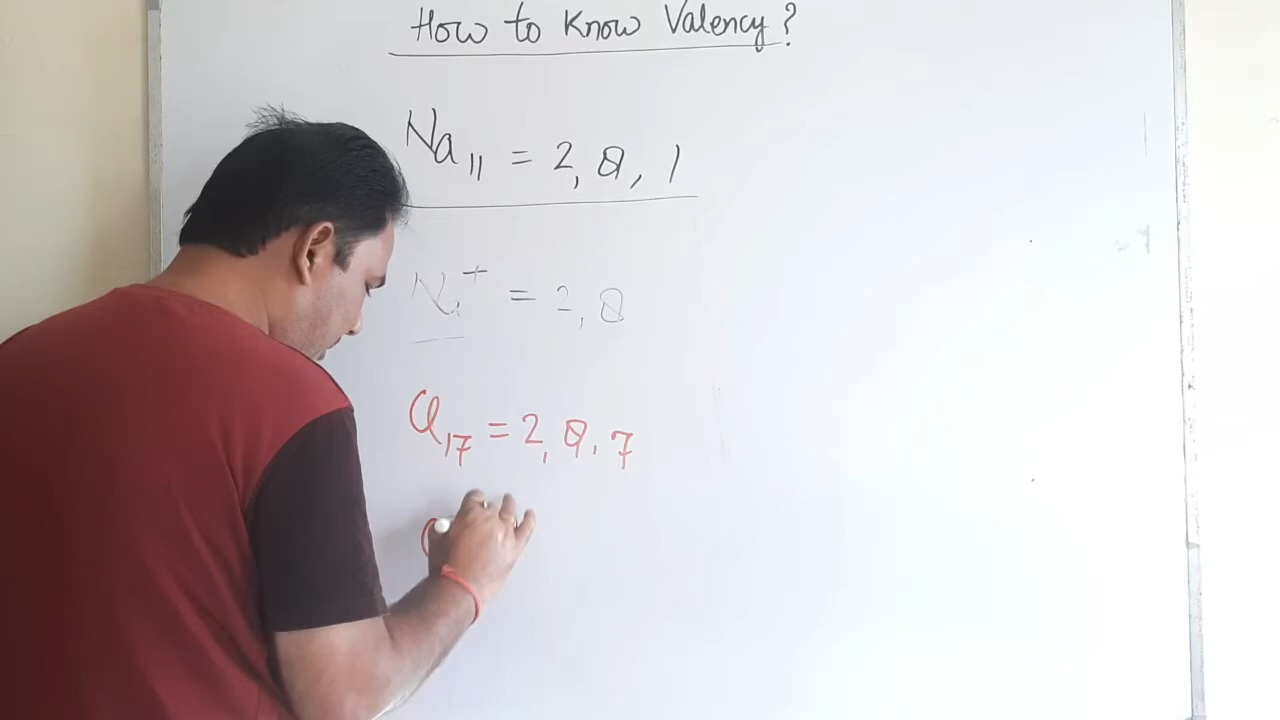 How to Know Valency?
Na₁₁ = 2, 8, 1
Na⁺ = 2, 8
Cl₁₇ = 2, 8, 7
C